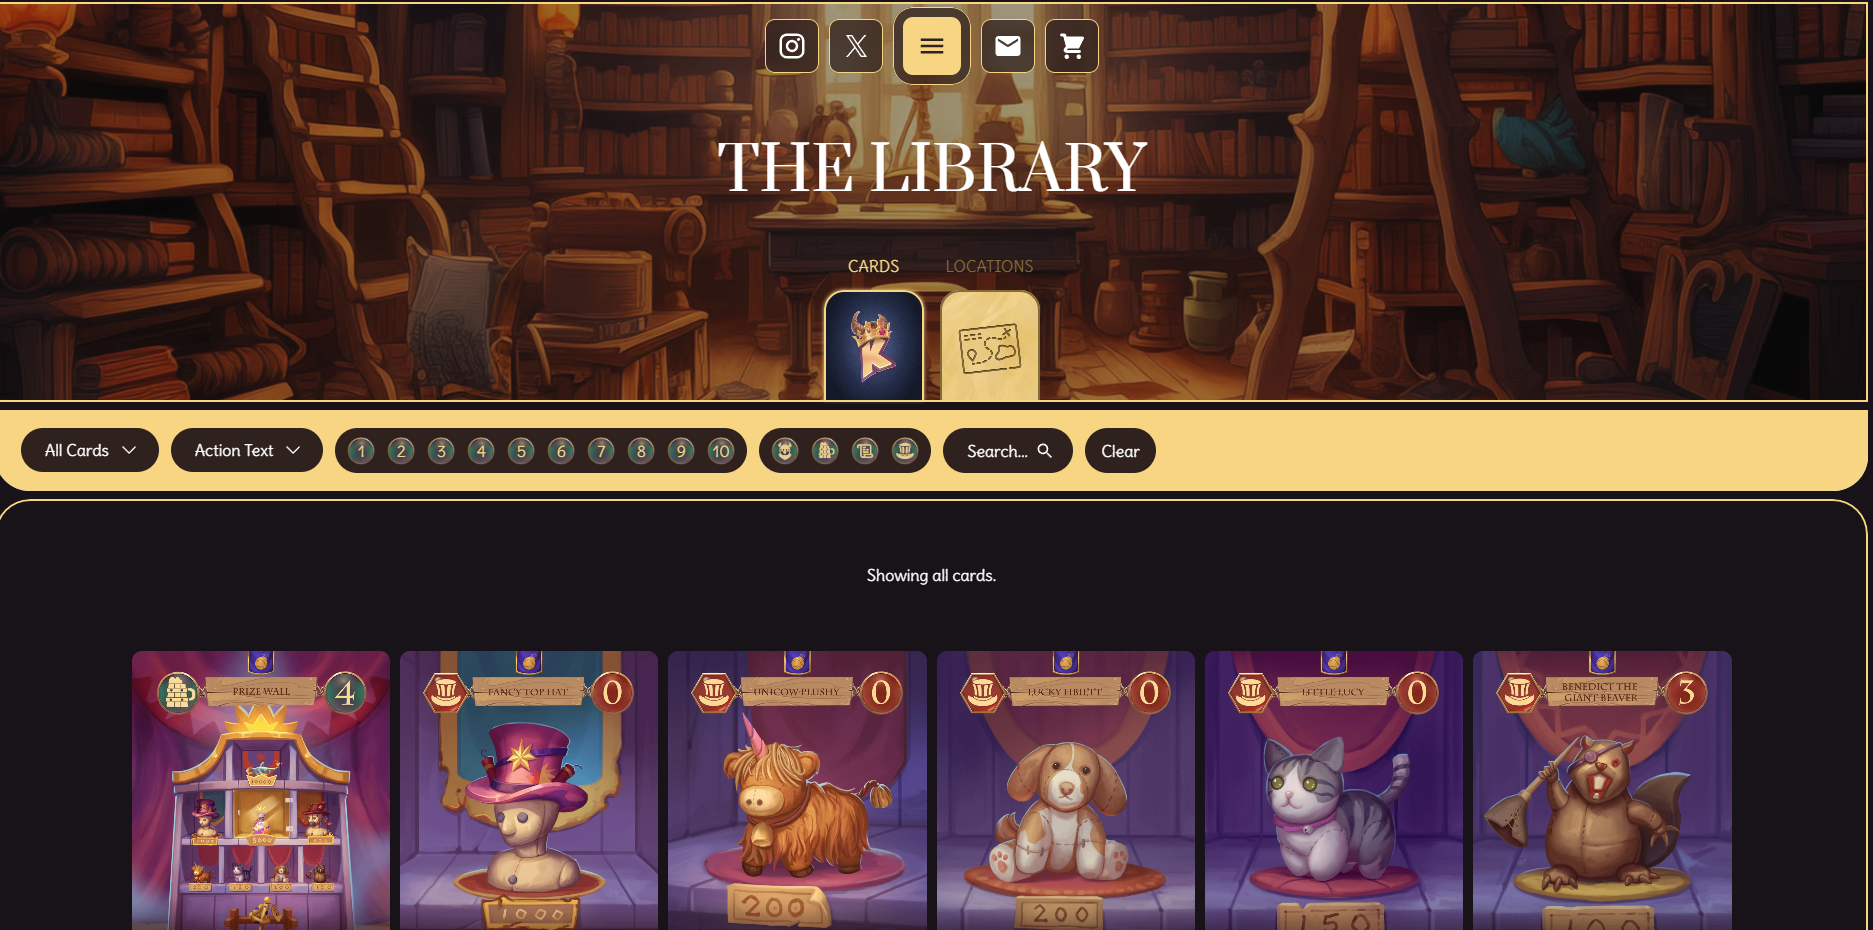 THE LIBRARY
CARDS
LOCATIONS
K
All Cards
Action Text
1 2 3 4 5 6 7 8 9 10
Search...
Clear
Showing all cards.
PRIZE WALL
4
FANCY TOP HAT
0
UNICOW PLUSHY
0
LUCKY
0
LITTLE LUCY
0
BENEDICT THE
GIANT BEAVER
3
5000
1000
200
200
150
100